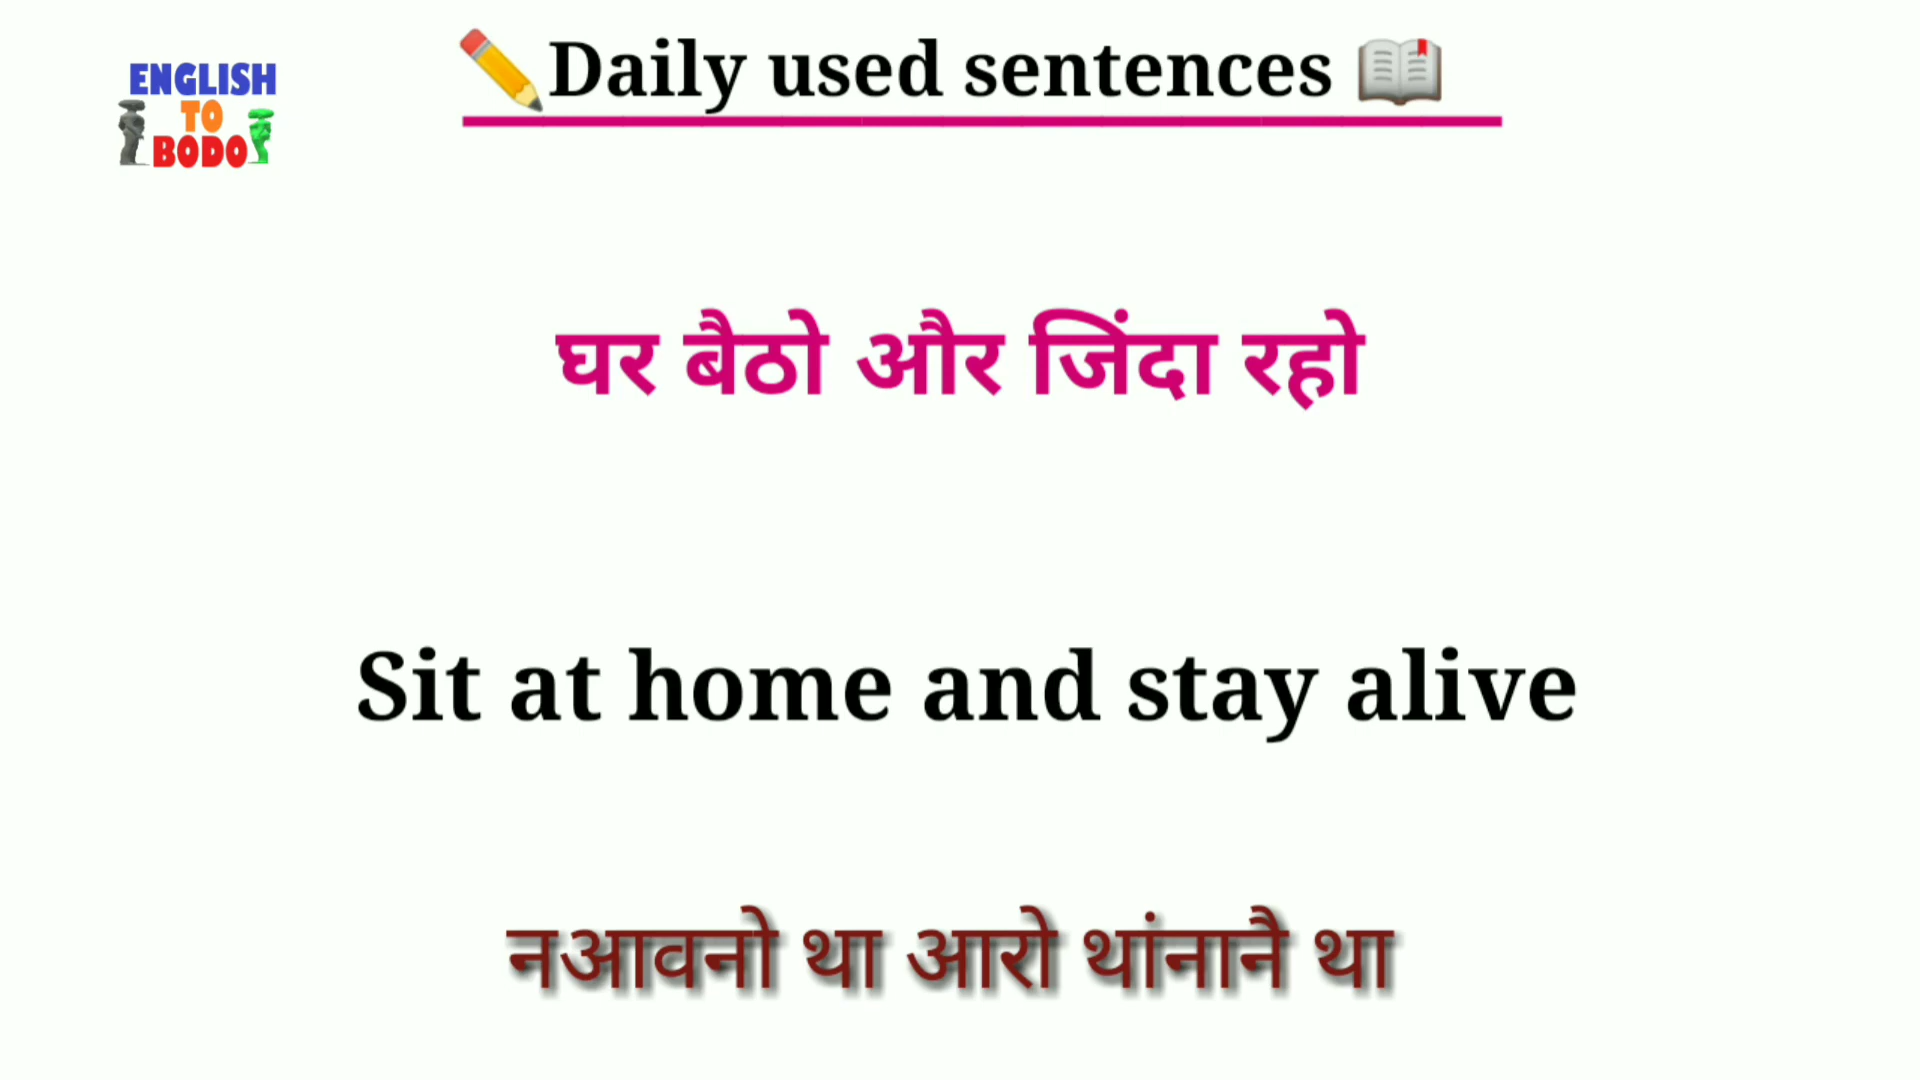 ENGLISH
TO
BODO
✏️Daily used sentences 📖
घर बैठो और जिंदा रहो
Sit at home and stay alive
नआवनो था आरो थांनानै था